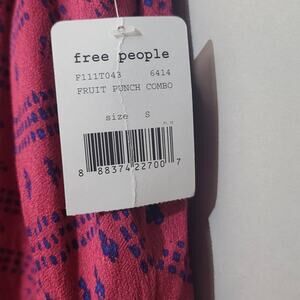 free people
F111T043 6414
FRUIT PUNCH COMBO
size S
8 88374 22700 7